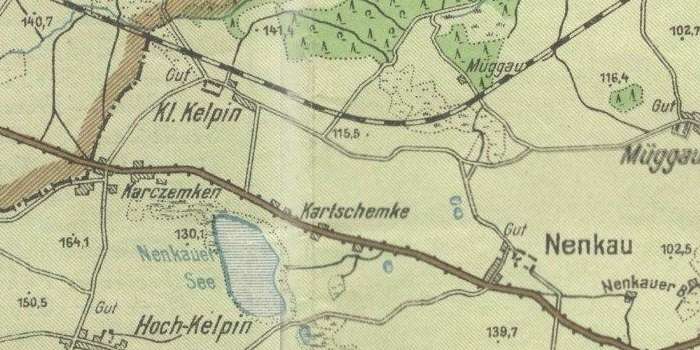 140,7
141,4
102,7
Müggau
Gut
116,4
Gut
Kl. Kelpin
115,5
Müggau
Karczemken
Kartschemke
130,1
Gut
164,1
Nenkau
102,5
Nenkauer
See
Nenkauer B.
150,5
Gut
Hoch-Kelpin
139,7